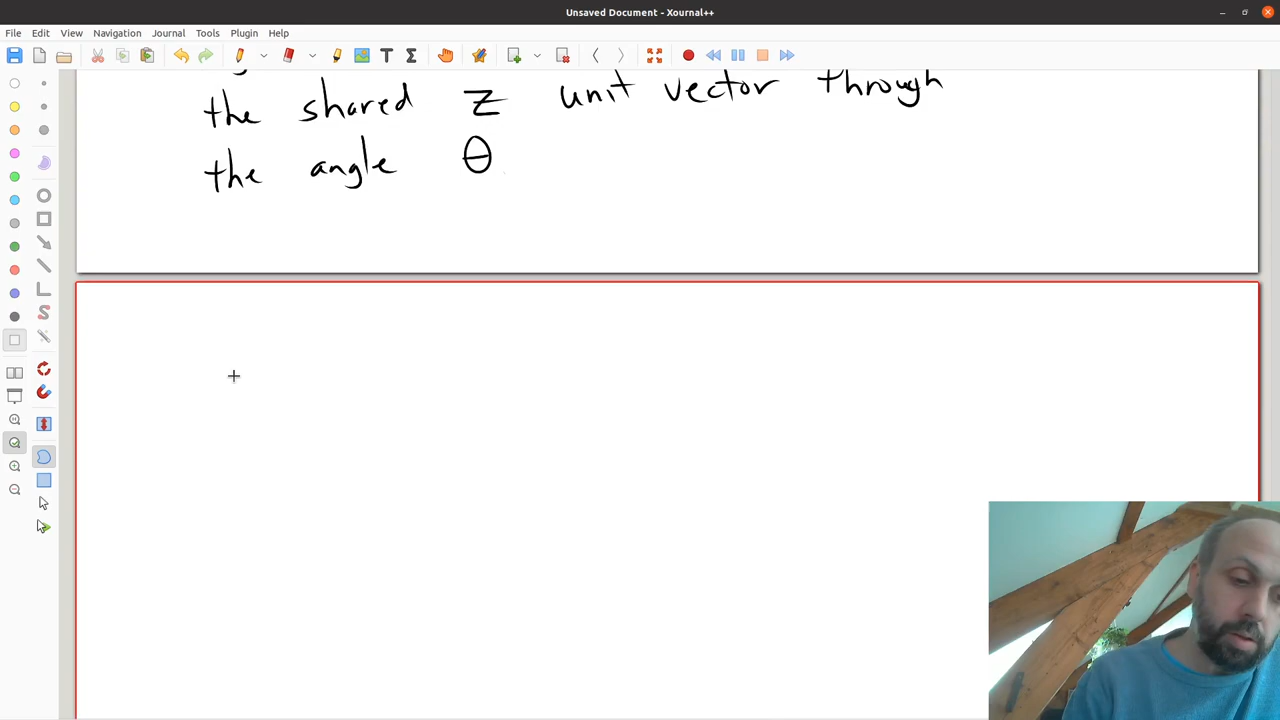 Unsaved Document - Xournal++
File Edit View Navigation Journal Tools Plugin Help
the shared z unit vector through
the angle θ